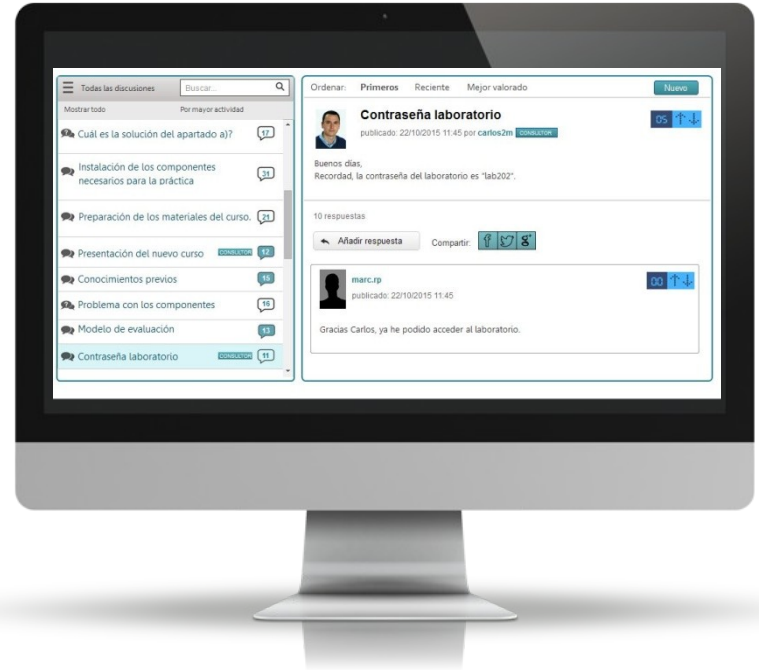 Todas las discusiones
Buscar...
Mostrar todo
Por mayor actividad
Cuál es la solución del apartado a)?
17
Instalación de los componentes
necesarios para la práctica
31
Preparación de los materiales del curso.
21
Presentación del nuevo curso
CONSULTOR
12
Conocimientos previos
15
Problema con los componentes
16
Modelo de evaluación
13
Contraseña laboratorio
CONSULTOR
11
Ordenar: Primeros Reciente Mejor valorado
Nuevo
Contraseña laboratorio
publicado: 22/10/2015 11:45 por carlos2m CONSULTOR
05
Buenos días,
Recordad, la contraseña del laboratorio es "lab202".
10 respuestas
Añadir respuesta
Compartir:
marc.rp
publicado: 22/10/2015 11:45
00
Gracias Carlos, ya he podido acceder al laboratorio.